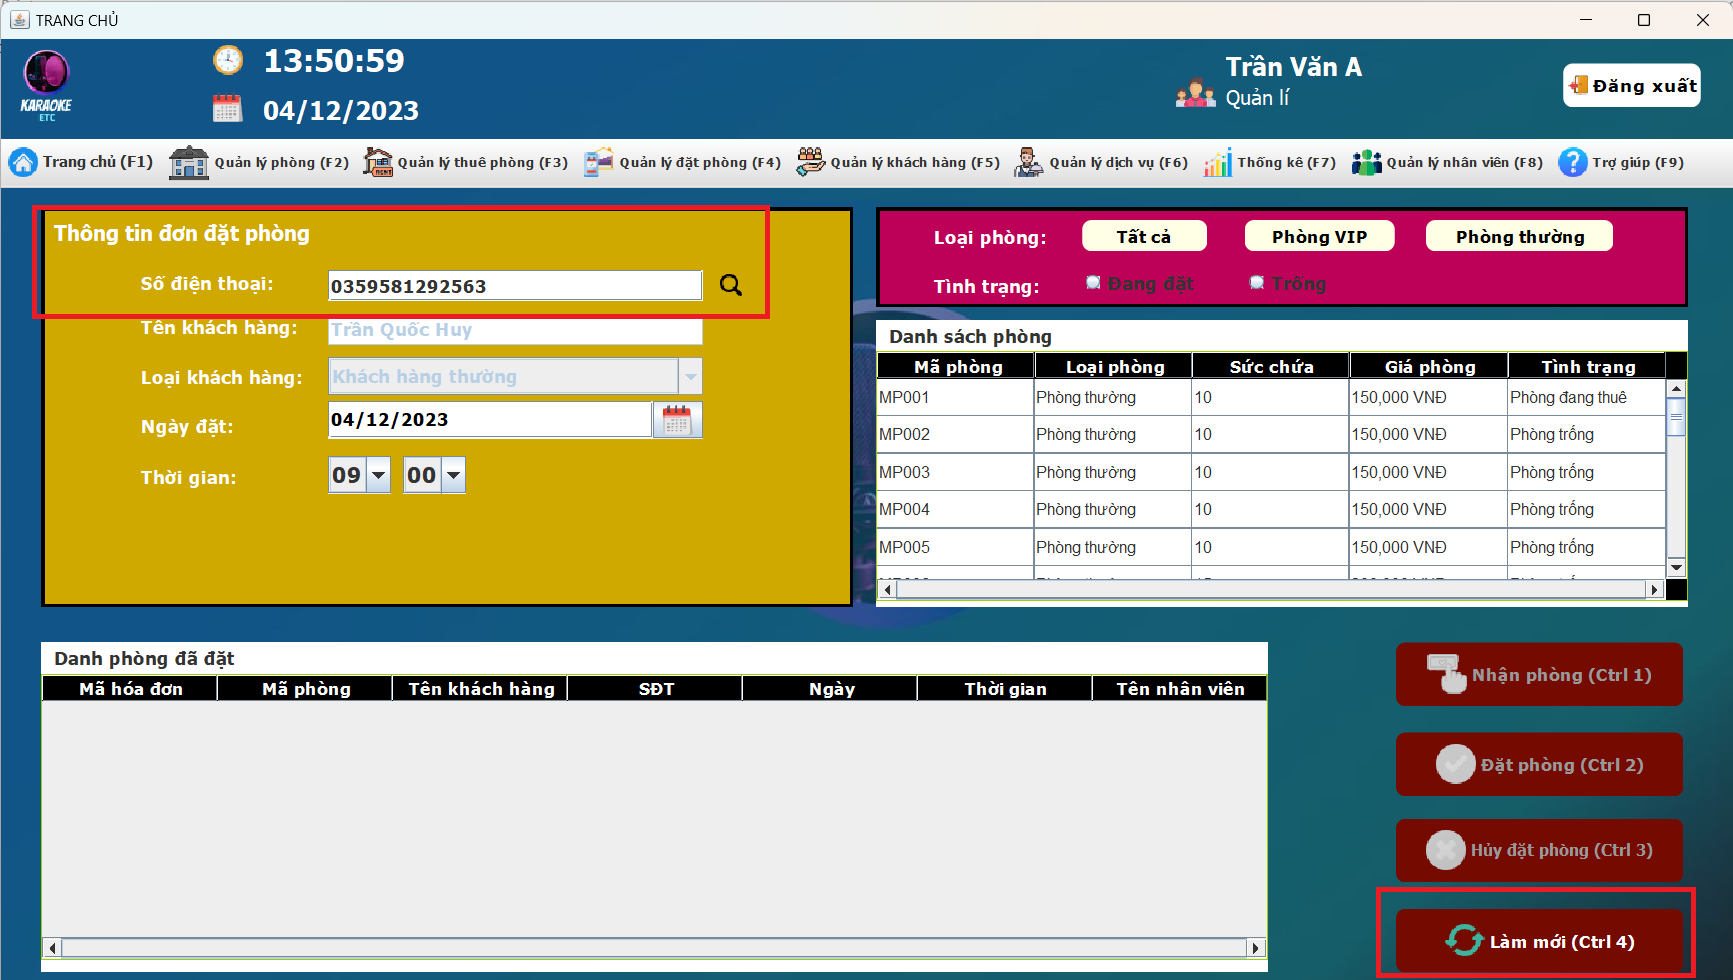 TRANG CHỦ
KARAOKE
ETC
13:50:59
04/12/2023
Trần Văn A
Quản lí
Đăng xuất
Trang chủ (F1)
Quản lý phòng (F2)
Quản lý thuê phòng (F3)
Quản lý đặt phòng (F4)
Quản lý khách hàng (F5)
Quản lý dịch vụ (F6)
Thống kê (F7)
Quản lý nhân viên (F8)
Trợ giúp (F9)
Thông tin đơn đặt phòng
Số điện thoại: 0359581292563
Tên khách hàng: Trần Quốc Huy
Loại khách hàng: Khách hàng thường
Ngày đặt: 04/12/2023
Thời gian: 09 00
Loại phòng: Tất cả Phòng VIP Phòng thường
Tình trạng: Đang đặt Trống
Danh sách phòng
Mã phòng Loại phòng Sức chứa Giá phòng Tình trạng
MP001 Phòng thường 10 150,000 VNĐ Phòng đang thuê
MP002 Phòng thường 10 150,000 VNĐ Phòng trống
MP003 Phòng thường 10 150,000 VNĐ Phòng trống
MP004 Phòng thường 10 150,000 VNĐ Phòng trống
MP005 Phòng thường 10 150,000 VNĐ Phòng trống
Danh phòng đã đặt
Mã hóa đơn Mã phòng Tên khách hàng SĐT Ngày Thời gian Tên nhân viên
Nhận phòng (Ctrl 1)
Đặt phòng (Ctrl 2)
Hủy đặt phòng (Ctrl 3)
Làm mới (Ctrl 4)